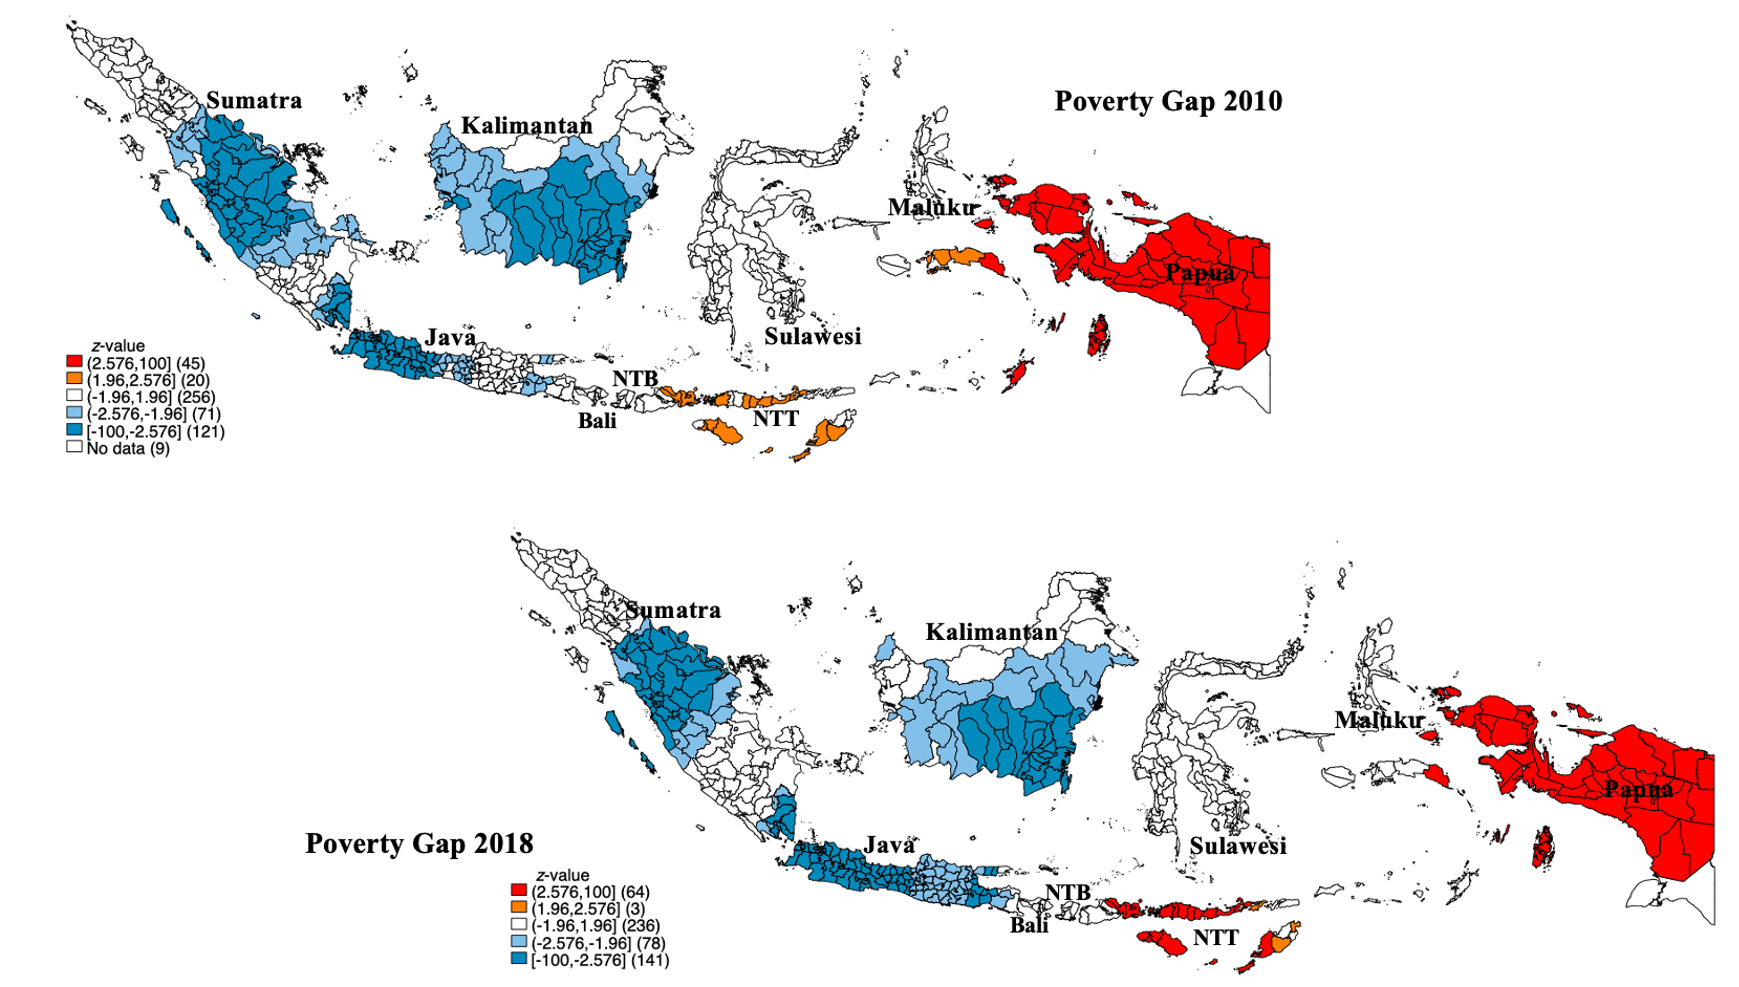 Sumatra
Kalimantan
Poverty Gap 2010
Maluku
Papua
Java
Sulawesi
z-value
(2.576,100] (45)
(1.96,2.576] (20)
(-1.96,1.96] (256)
(-2.576,-1.96] (71)
[-100,-2.576] (121)
No data (9)
NTB
Bali
NTT
Sumatra
Kalimantan
Maluku
Papua
Poverty Gap 2018
Java
Sulawesi
z-value
(2.576,100] (64)
(1.96,2.576] (3)
(-1.96,1.96] (236)
(-2.576,-1.96] (78)
[-100,-2.576] (141)
NTB
Bali
NTT